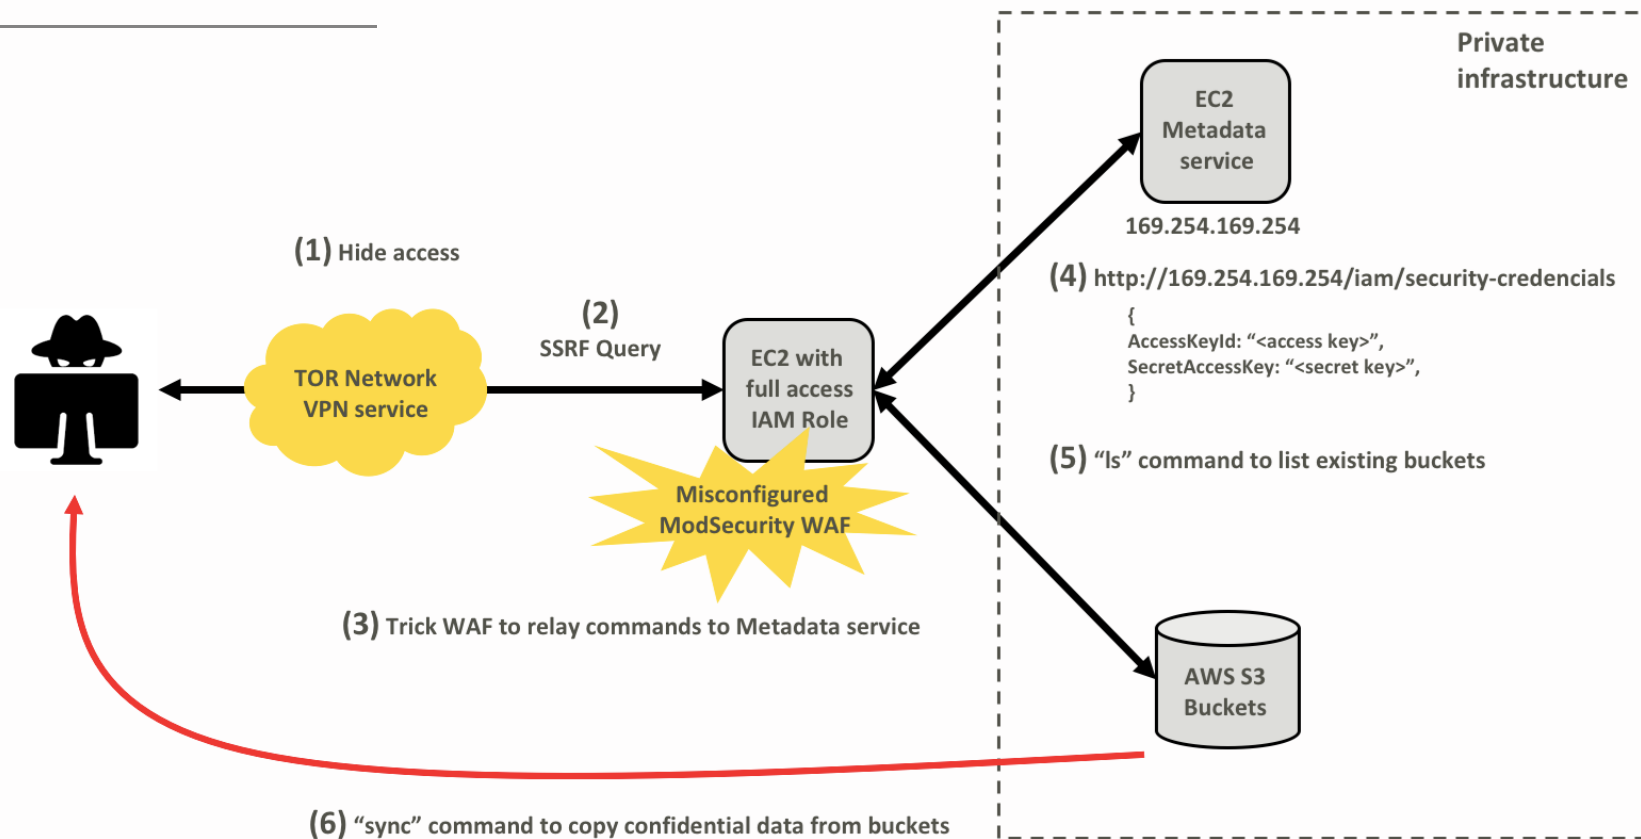 Private
infrastructure
EC2
Metadata
service
169.254.169.254
(1) Hide access
(4) http://169.254.169.254/iam/security-credencials
{
AccessKeyId: “<access key>”,
SecretAccessKey: “<secret key>”,
}
(2)
SSRF Query
TOR Network
VPN service
EC2 with
full access
IAM Role
(5) “ls” command to list existing buckets
Misconfigured
ModSecurity WAF
(3) Trick WAF to relay commands to Metadata service
AWS S3
Buckets
(6) “sync” command to copy confidential data from buckets